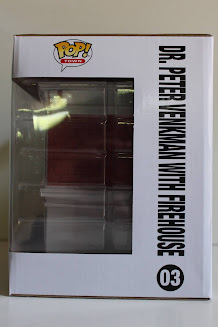 POP!
TOWN
DR. PETER VENKMAN WITH FIREHOUSE
03